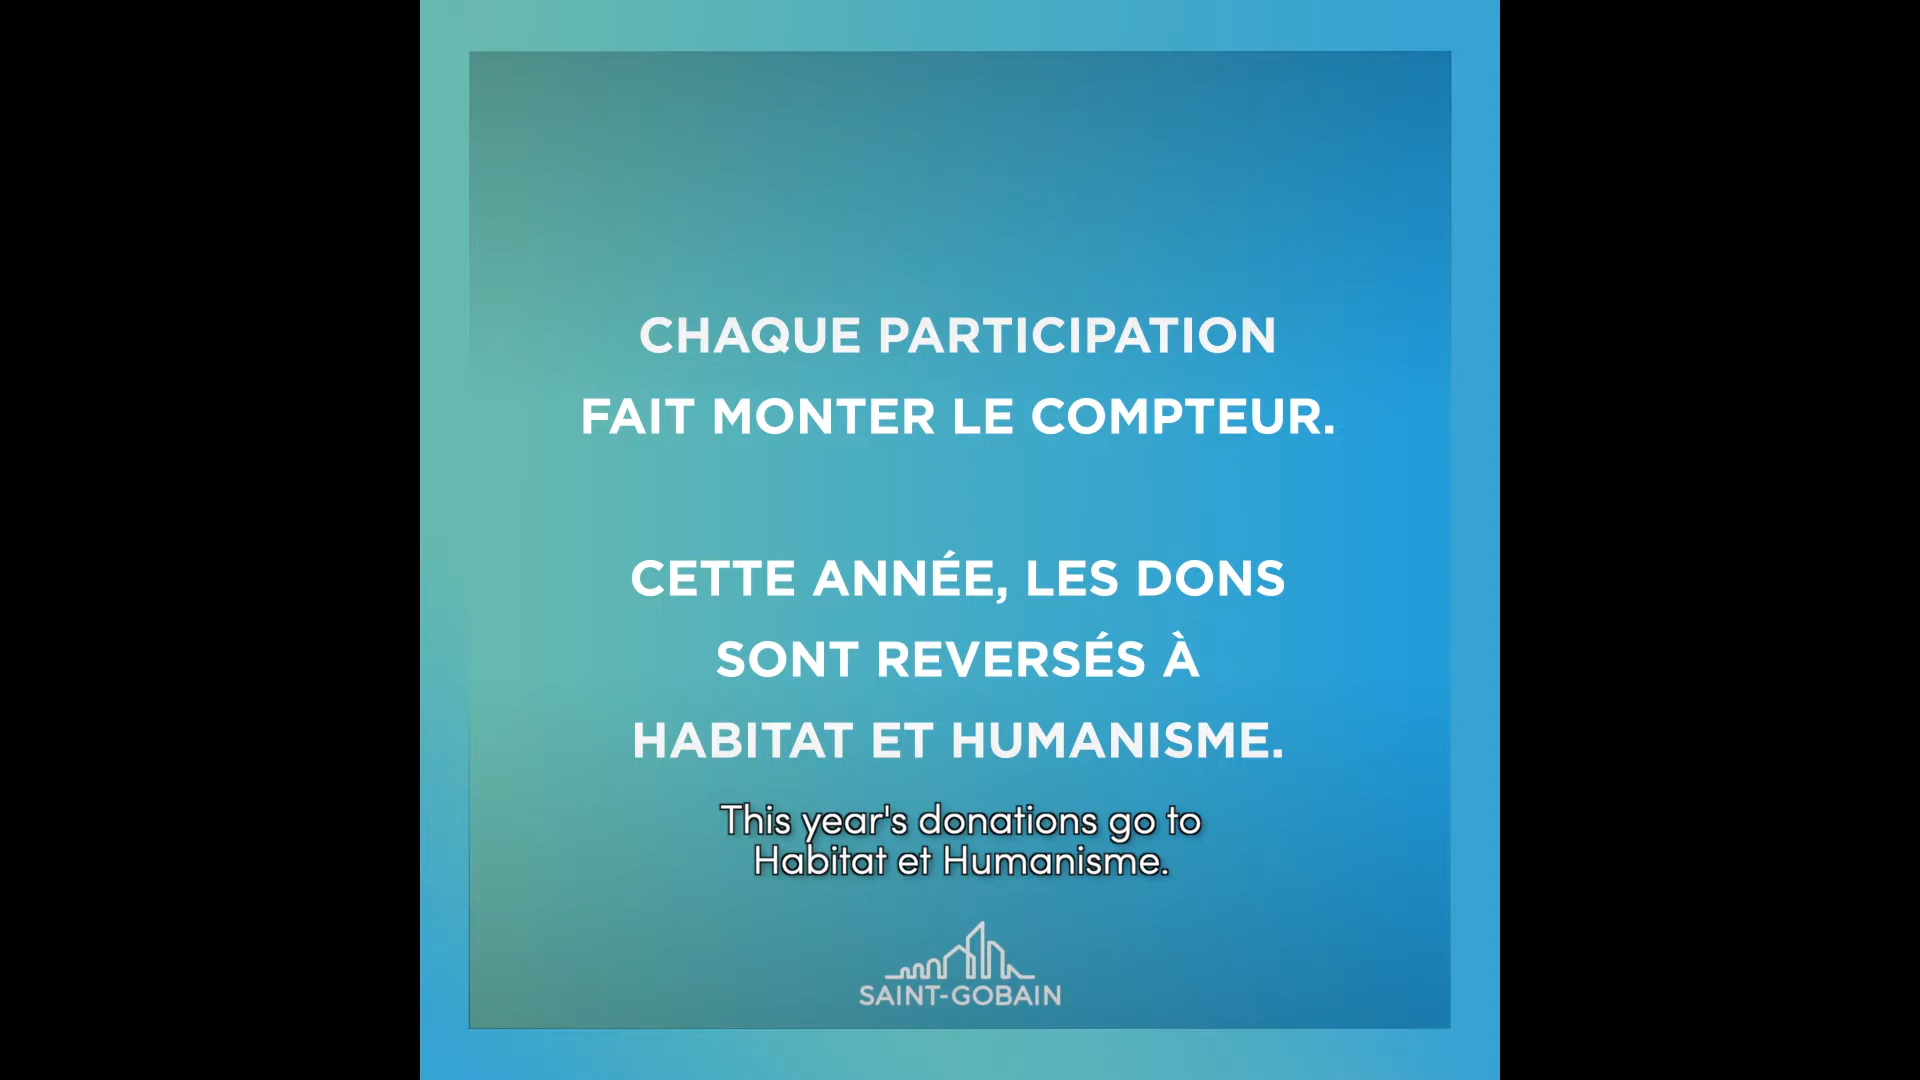 CHAQUE PARTICIPATION
FAIT MONTER LE COMPTEUR.
CETTE ANNÉE, LES DONS
SONT REVERSÉS À
HABITAT ET HUMANISME.
This year's donations go to
Habitat et Humanisme.
SAINT-GOBAIN